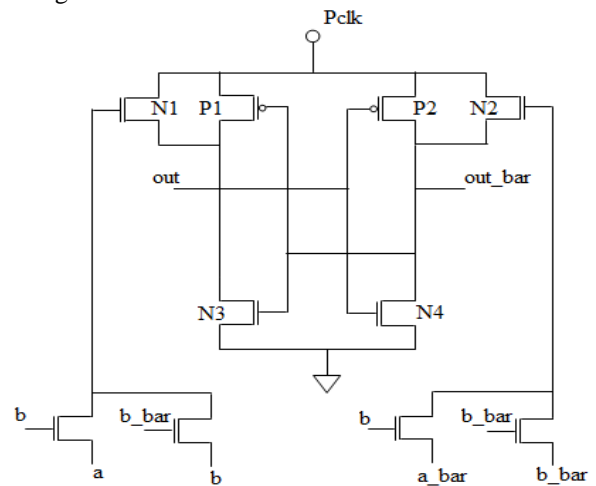 Pclk
N1 P1 P2 N2
out out_bar
N3 N4
b b_bar b b_bar
a b a_bar b_bar